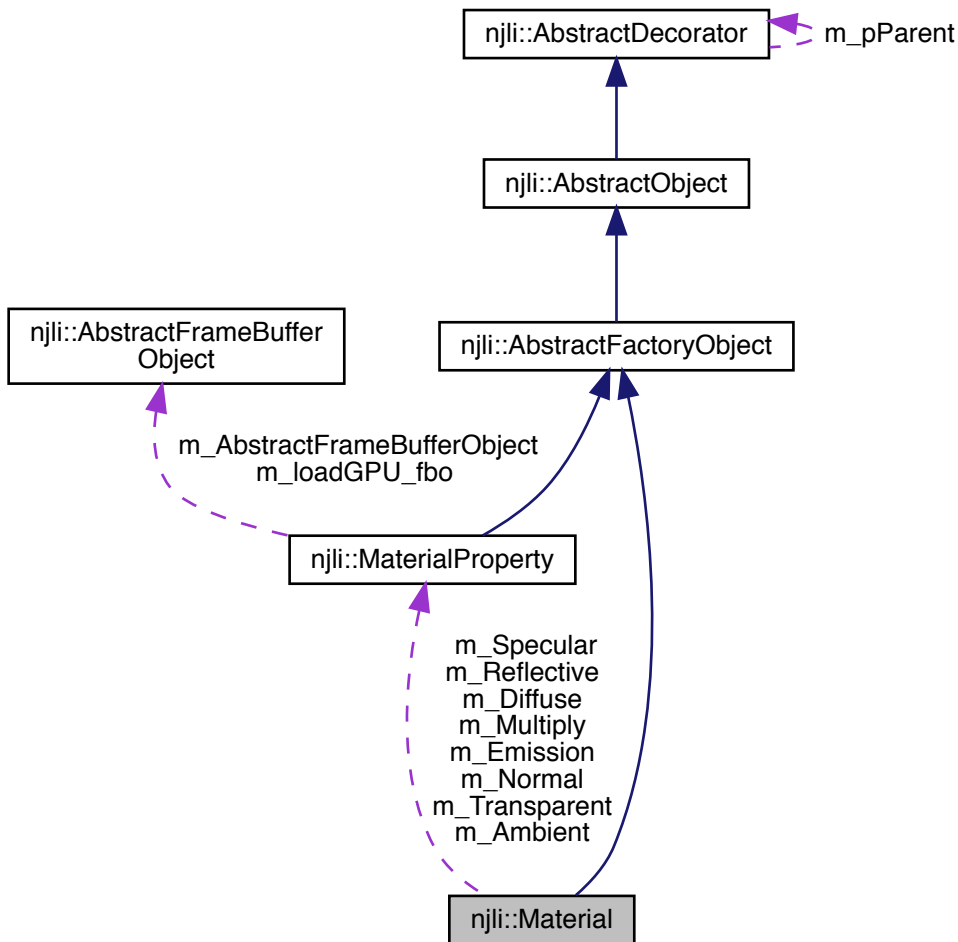 njli::AbstractDecorator
m_pParent
njli::AbstractObject
njli::AbstractFrameBuffer
Object
njli::AbstractFactoryObject
m_AbstractFrameBufferObject
m_loadGPU_fbo
njli::MaterialProperty
m_Specular
m_Reflective
m_Diffuse
m_Multiply
m_Emission
m_Normal
m_Transparent
m_Ambient
njli::Material